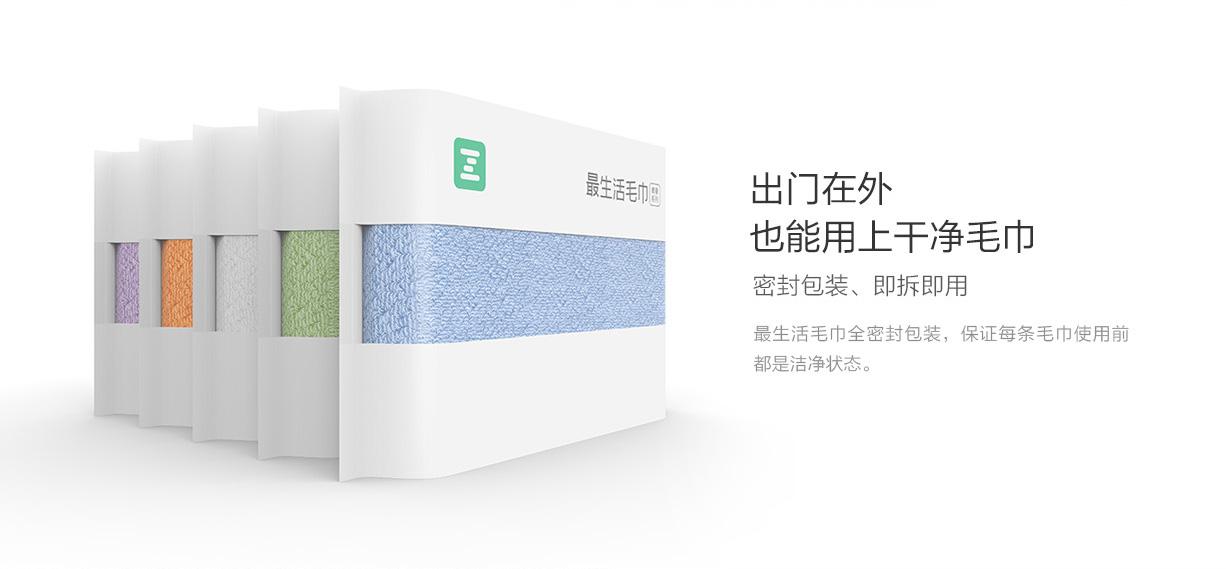 最生活毛巾
出门在外
也能用上干净毛巾
密封包装、即拆即用
最生活毛巾全密封包装，保证每条毛巾使用前
都是洁净状态。